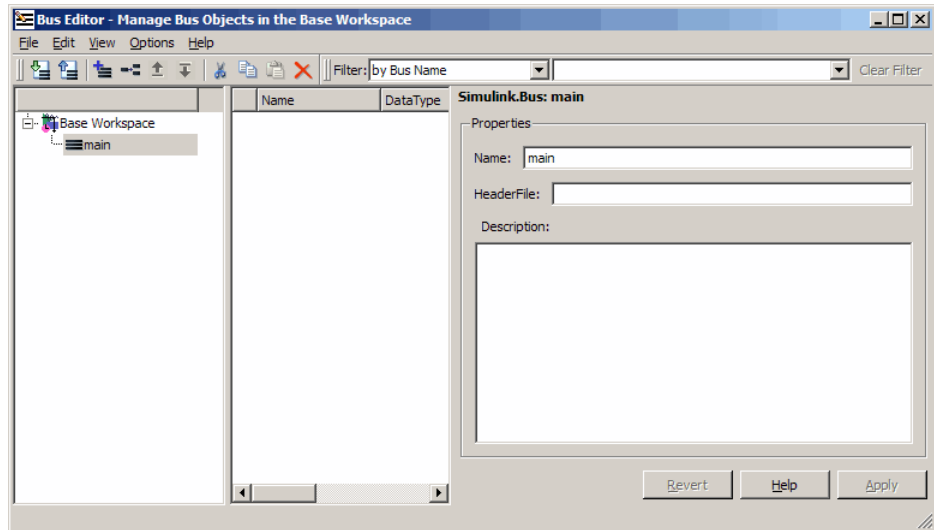 Bus Editor - Manage Bus Objects in the Base Workspace
File Edit View Options Help
Filter: by Bus Name Clear Filter
Name DataType
Simulink.Bus: main
Base Workspace
main
Properties
Name: main
HeaderFile:
Description:
Revert Help Apply